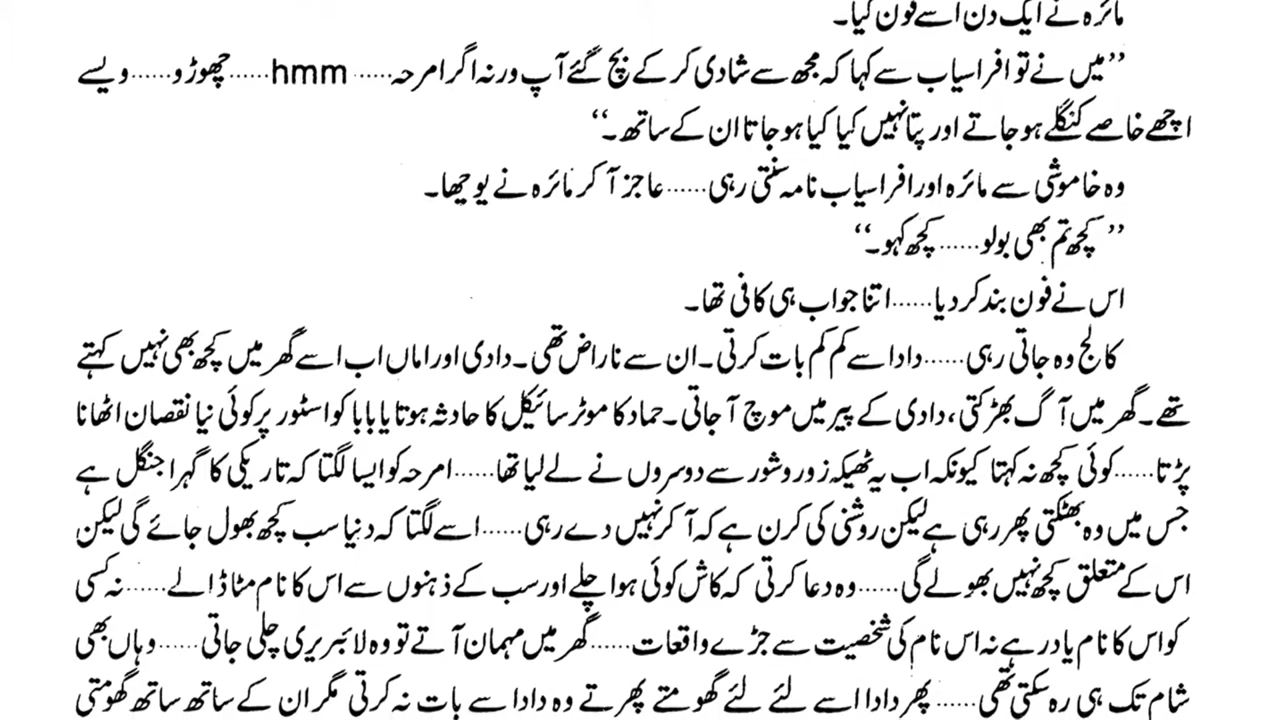 مائرہ نے ایک دن اسے فون کیا۔
’’میں نے تو افراسیاب سے کہا کہ مجھ سے شادی کر کے بچ گئے آپ ورنہ اگر امرحہ...... hmm ......چھوڑو......ویسے
اچھے خاصے کنگلے ہو جاتے اور پتا نہیں کیا کیا ہو جاتا ان کے ساتھ۔‘‘
وہ خاموشی سے مائرہ اور افراسیاب نامہ سنتی رہی......عاجز آ کر مائرہ نے پوچھا۔
’’کچھ تم بھی بولو......کچھ کہو۔‘‘
اس نے فون بند کر دیا......اتنا جواب ہی کافی تھا۔
کالج وہ جاتی رہی......دادا سے کم کم بات کرتی۔ ان سے ناراض تھی۔ دادی اور اماں اب اسے گھر میں کچھ بھی نہیں کہتے
تھے۔ گھر میں آگ بھڑکتی، دادی کے پیر میں موچ آ جاتی۔ حماد کا موٹر سائیکل کا حادثہ ہوتا یا بابا کو اسٹور پر کوئی نیا نقصان اٹھانا
پڑتا......کوئی کچھ نہ کہتا کیونکہ اب یہ ٹھیکہ زور و شور سے دوسروں نے لے لیا تھا......امرحہ کو ایسا لگتا کہ تاریکی کا گہرا جنگل ہے
جس میں وہ بھٹکتی پھر رہی ہے لیکن روشنی کی کرن ہے کہ آ کر نہیں دے رہی......اسے لگتا کہ دنیا سب کچھ بھول جائے گی لیکن
اس کے متعلق کچھ نہیں بھولے گی......وہ دعا کرتی کہ کاش کوئی ہوا چلے اور سب کے ذہنوں سے اس کا نام مٹا ڈالے......نہ کسی
کو اس کا نام یاد رہے نہ اس نام کی شخصیت سے جڑے واقعات......گھر میں مہمان آتے تو وہ لائبریری چلی جاتی......وہاں بھی
شام تک ہی رہ سکتی تھی......پھر دادا اسے لئے لئے گھومتے پھرتے وہ دادا سے بات نہ کرتی مگر ان کے ساتھ ساتھ گھومتی